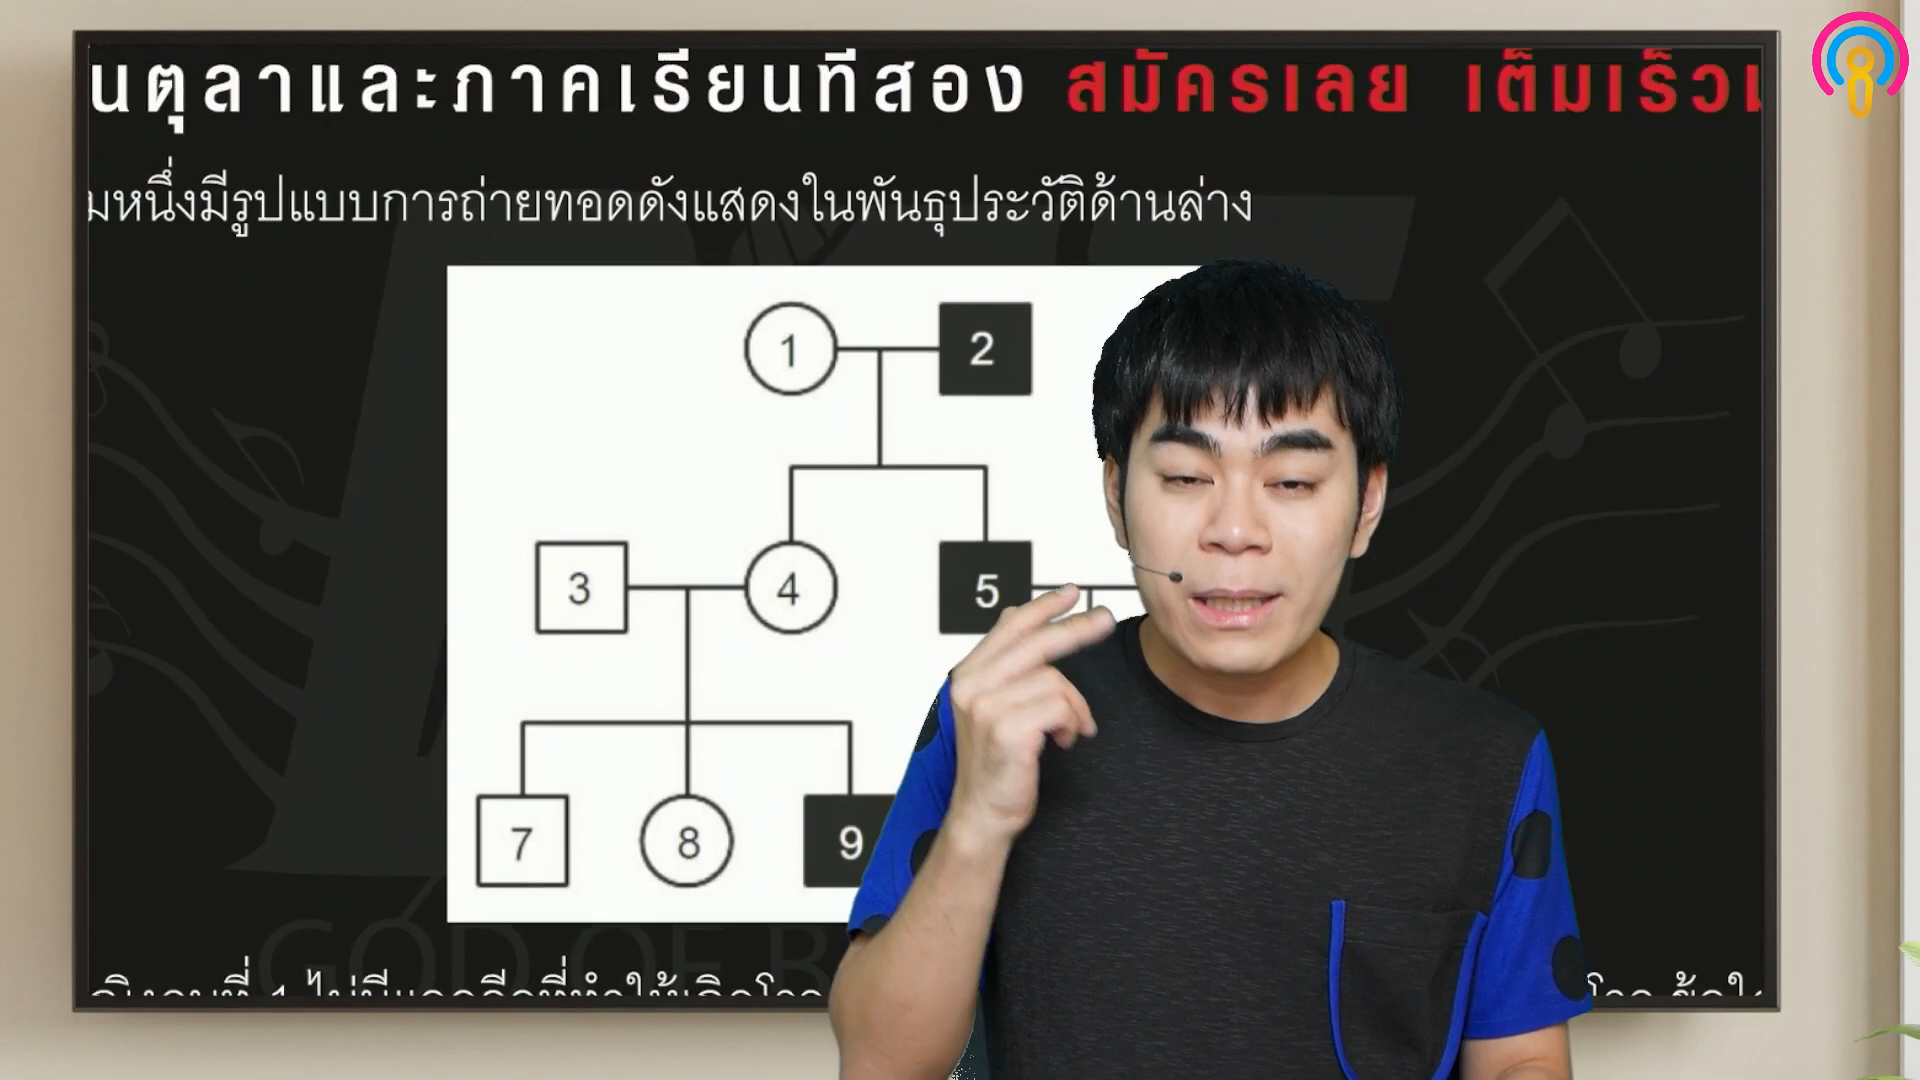 นตุลาและภาคเรียนที่สอง สมัครเลย เต็มเร็ว
มหนึ่งมีรูปแบบการถ่ายทอดดังแสดงในพันธุประวัติด้านล่าง
1 2
3 4 5
7 8 9
GOD OF B